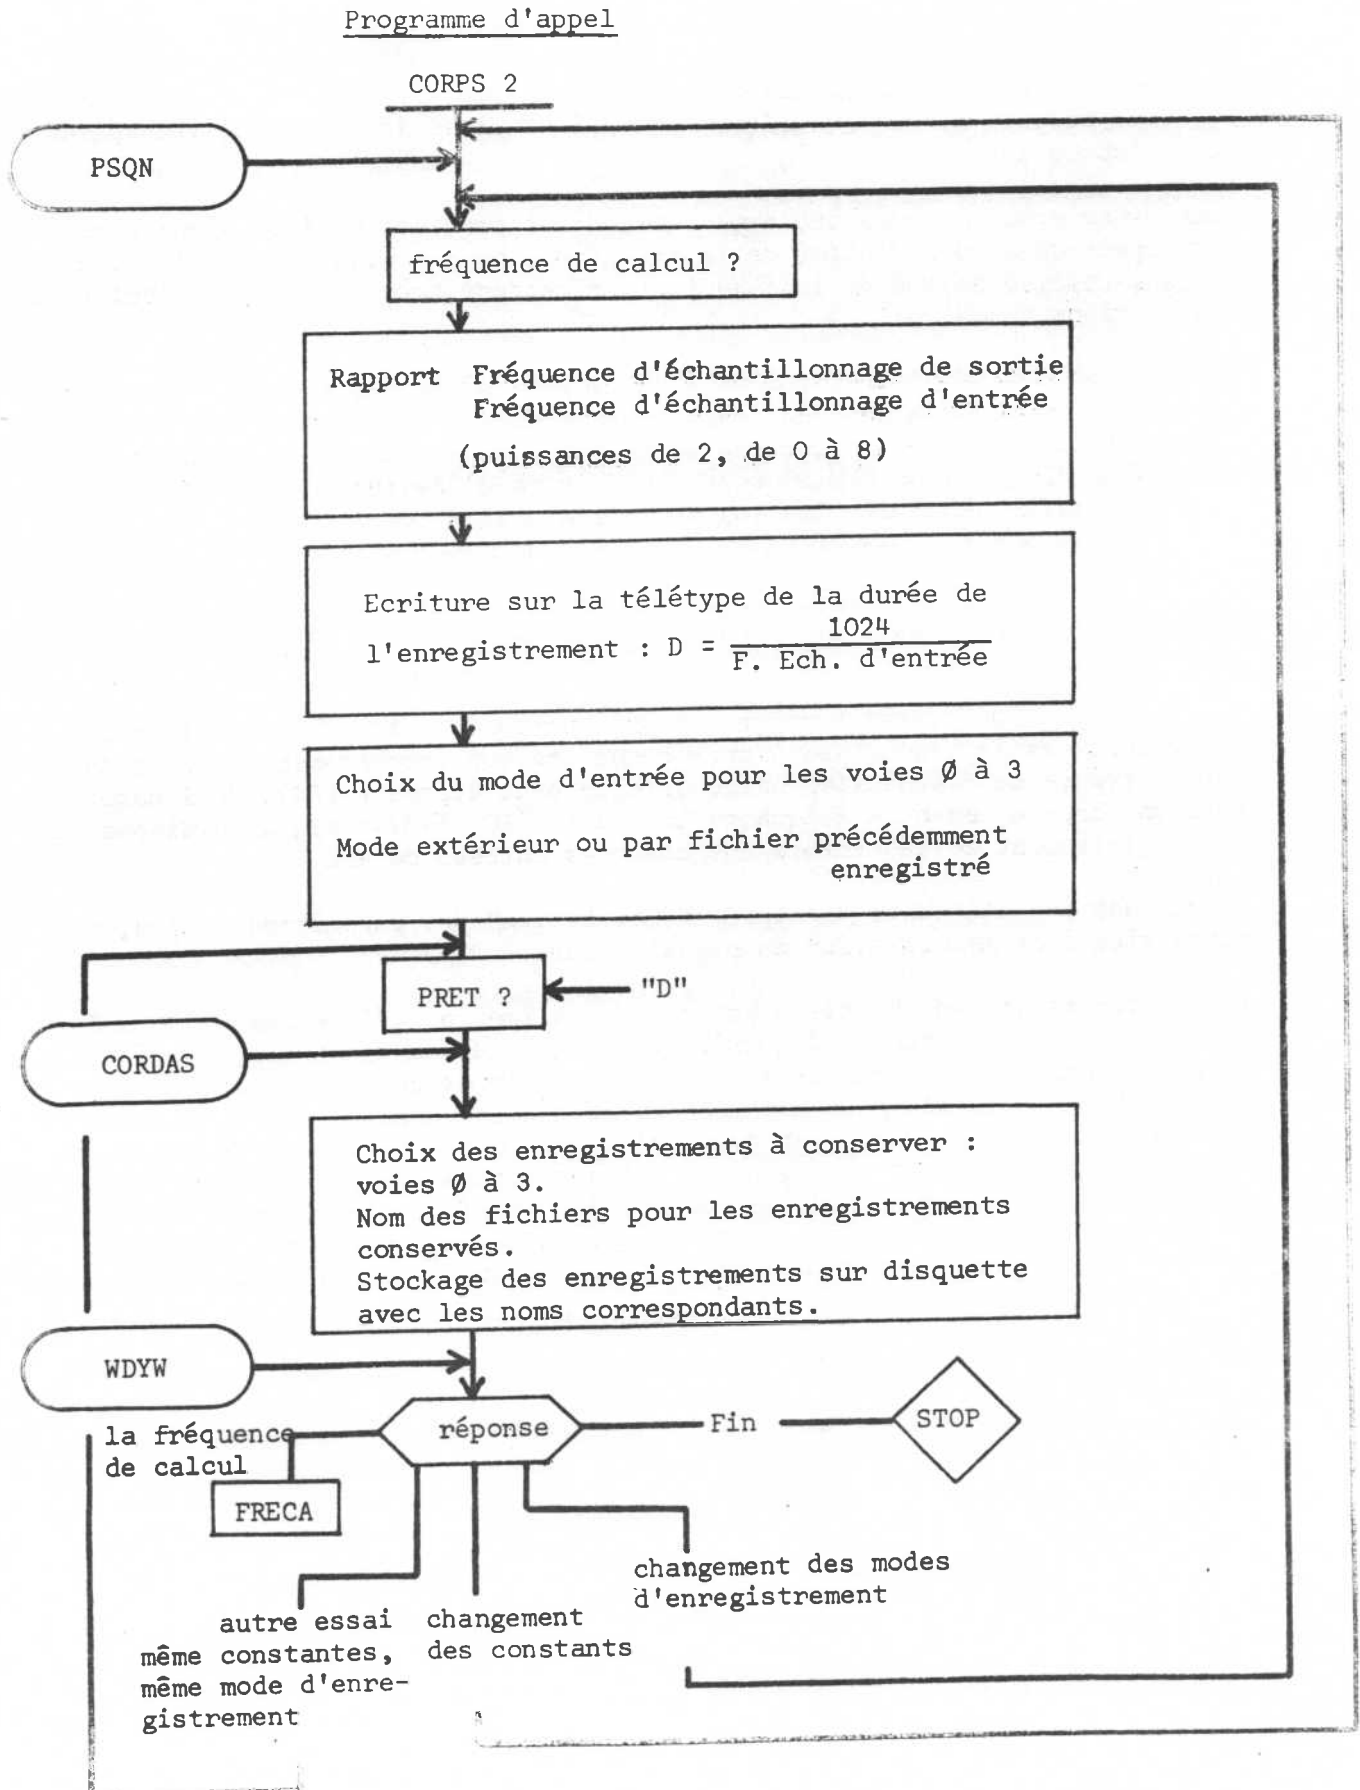 Programme d'appel
CORPS 2
PSQN
fréquence de calcul ?
Rapport Fréquence d'échantillonnage de sortie
Fréquence d'échantillonnage d'entrée
(puissances de 2, de 0 à 8)
Ecriture sur la télétype de la durée de
l'enregistrement : D = 1024
F. Ech. d'entrée
Choix du mode d'entrée pour les voies Ø à 3
Mode extérieur ou par fichier précédemment
enregistré
PRET ?
"D"
CORDAS
Choix des enregistrements à conserver :
voies Ø à 3.
Nom des fichiers pour les enregistrements
conservés.
Stockage des enregistrements sur disquette
avec les noms correspondants.
WDYW
réponse
Fin
STOP
la fréquence
de calcul
FRECA
changement des modes
d'enregistrement
autre essai
même constantes,
même mode d'enre-
gistrement
changement
des constants